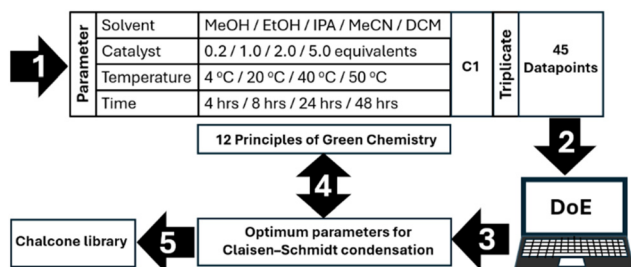 1
Parameter
Solvent MeOH / EtOH / IPA / MeCN / DCM
Catalyst 0.2 / 1.0 / 2.0 / 5.0 equivalents
Temperature 4 °C / 20 °C / 40 °C / 50 °C
Time 4 hrs / 8 hrs / 24 hrs / 48 hrs
C1
Triplicate
45
Datapoints
2
12 Principles of Green Chemistry
4
DoE
3
Optimum parameters for
Claisen–Schmidt condensation
5
Chalcone library